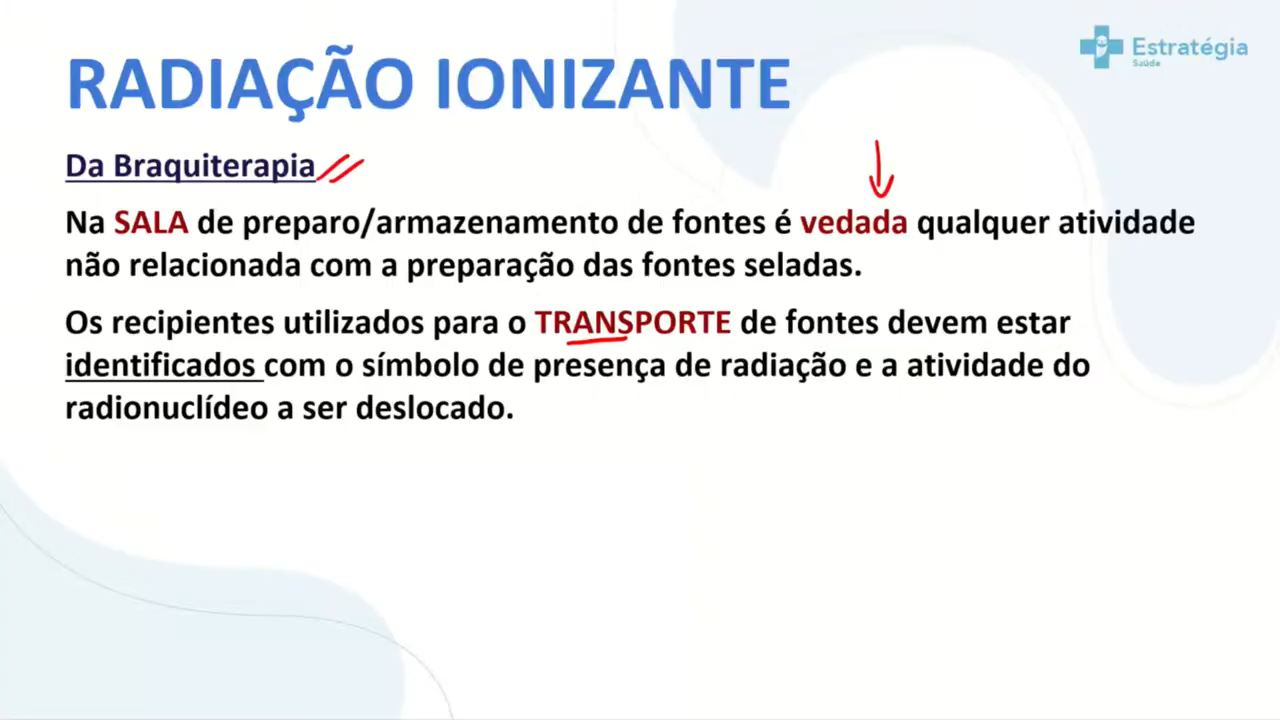 Estratégia
Saúde
RADIAÇÃO IONIZANTE
Da Braquiterapia
Na SALA de preparo/armazenamento de fontes é vedada qualquer atividade
não relacionada com a preparação das fontes seladas.
Os recipientes utilizados para o TRANSPORTE de fontes devem estar
identificados com o símbolo de presença de radiação e a atividade do
radionuclídeo a ser deslocado.